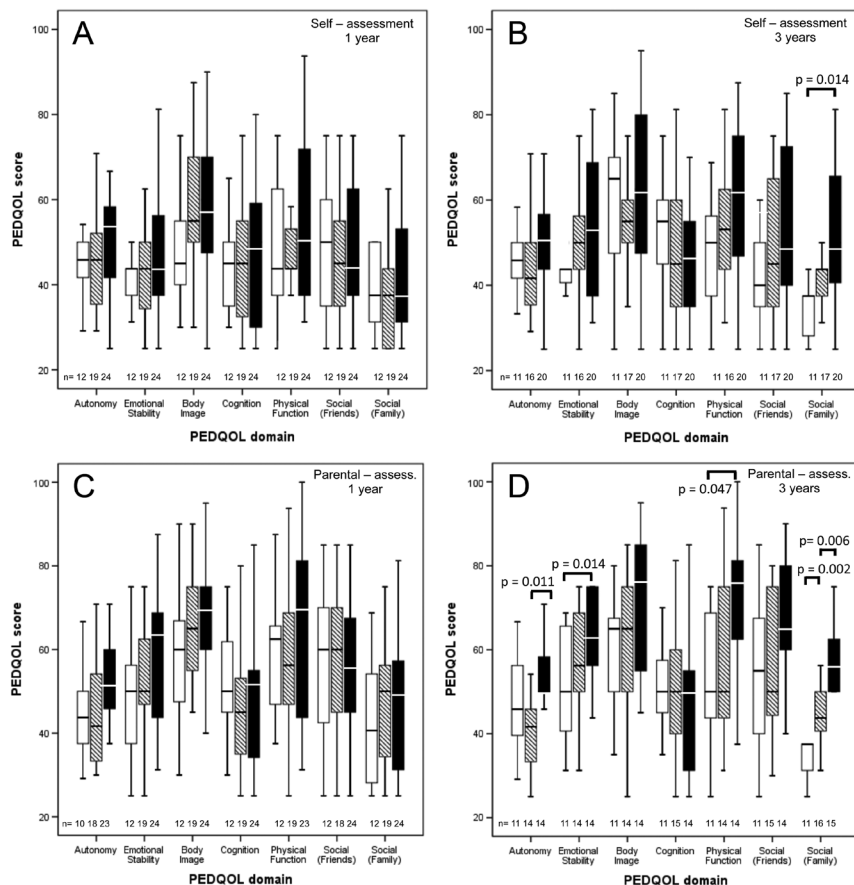 A
Self – assessment
1 year
100
80
60
40
20
PEDQOL score
n= 12 19 24 12 19 24 12 19 24 12 19 24 12 19 24 12 19 24 12 19 24
Autonomy Emotional Stability Body Image Cognition Physical Function Social (Friends) Social (Family)
PEDQOL domain
B
Self – assessment
3 years
p = 0.014
100
80
60
40
20
PEDQOL score
n= 11 16 20 11 16 20 11 17 20 11 17 20 11 16 20 11 17 20 11 17 20
Autonomy Emotional Stability Body Image Cognition Physical Function Social (Friends) Social (Family)
PEDQOL domain
C
Parental – assess.
1 year
100
80
60
40
20
PEDQOL score
n= 10 18 23 12 19 24 12 19 24 12 19 24 12 19 23 12 18 24 12 19 24
Autonomy Emotional Stability Body Image Cognition Physical Function Social (Friends) Social (Family)
PEDQOL domain
D
Parental – assess.
3 years
p = 0.047
p= 0.006
p = 0.002
p = 0.014
p = 0.011
100
80
60
40
20
PEDQOL score
n= 11 14 14 11 14 14 11 14 14 11 15 14 11 14 14 11 15 14 11 16 15
Autonomy Emotional Stability Body Image Cognition Physical Function Social (Friends) Social (Family)
PEDQOL domain